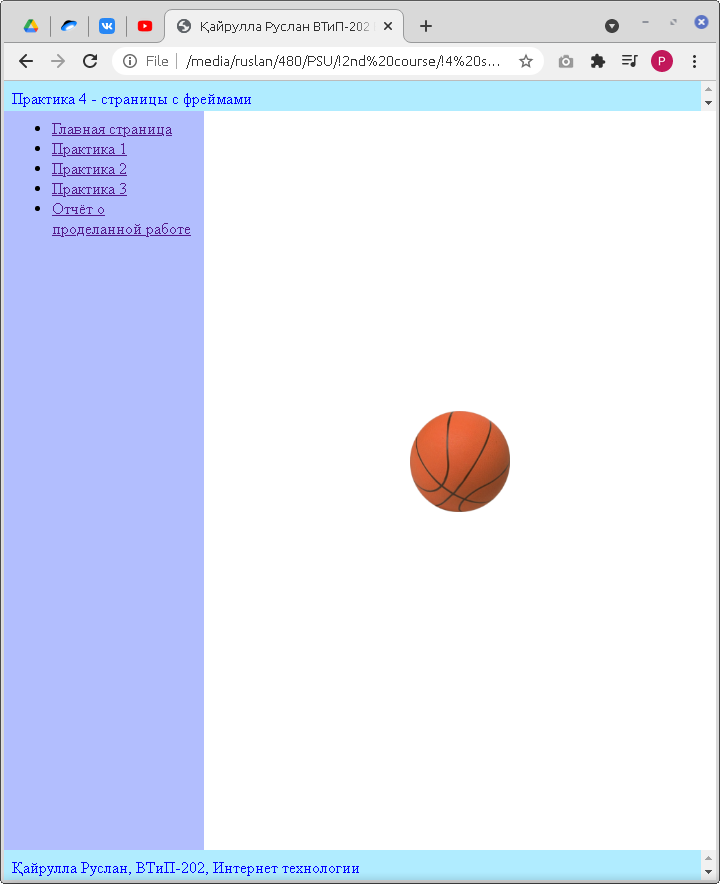 Қайрулла Руслан ВТиП-202
File
/media/ruslan/480/PSU/!2nd%20course/!4%20s...
P
Практика 4 - страницы с фреймами
Главная страница
Практика 1
Практика 2
Практика 3
Отчёт о
проделанной работе
Қайрулла Руслан, ВТиП-202, Интернет технологии